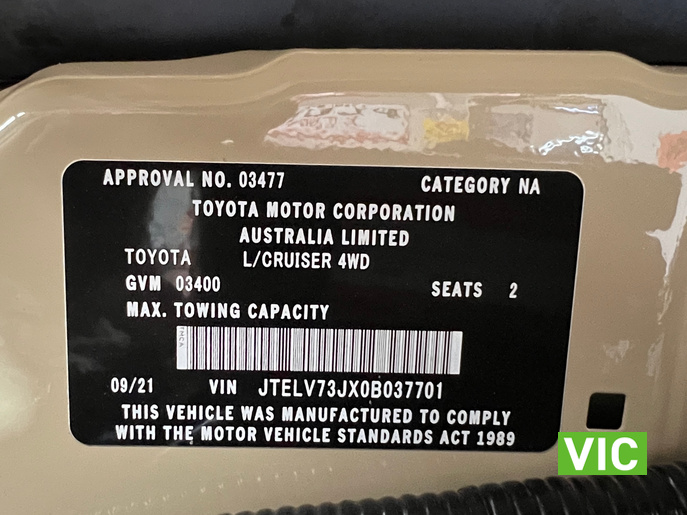 APPROVAL NO. 03477 CATEGORY NA
TOYOTA MOTOR CORPORATION
AUSTRALIA LIMITED
TOYOTA L/CRUISER 4WD
GVM 03400 SEATS 2
MAX. TOWING CAPACITY
TMCA
09/21 VIN JTELV73JX0B037701
THIS VEHICLE WAS MANUFACTURED TO COMPLY
WITH THE MOTOR VEHICLE STANDARDS ACT 1989
VIC